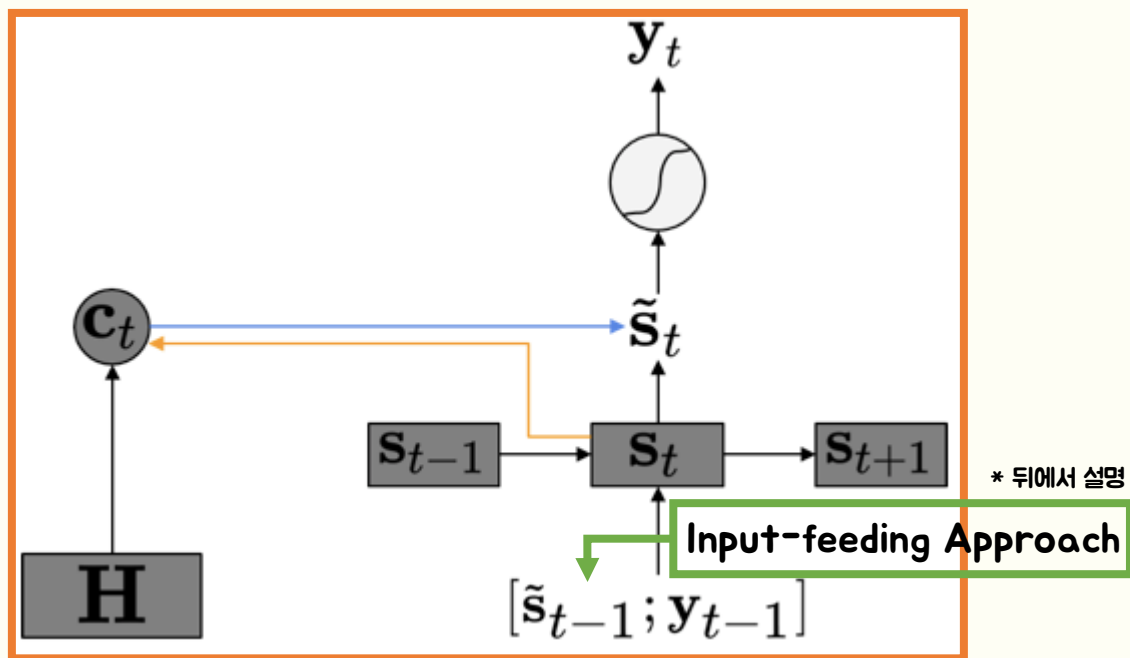 y_t
c_t
s̃_t
s_{t−1}
s_t
s_{t+1}
* 뒤에서 설명
Input-feeding Approach
H
[s̃_{t−1}; y_{t−1}]